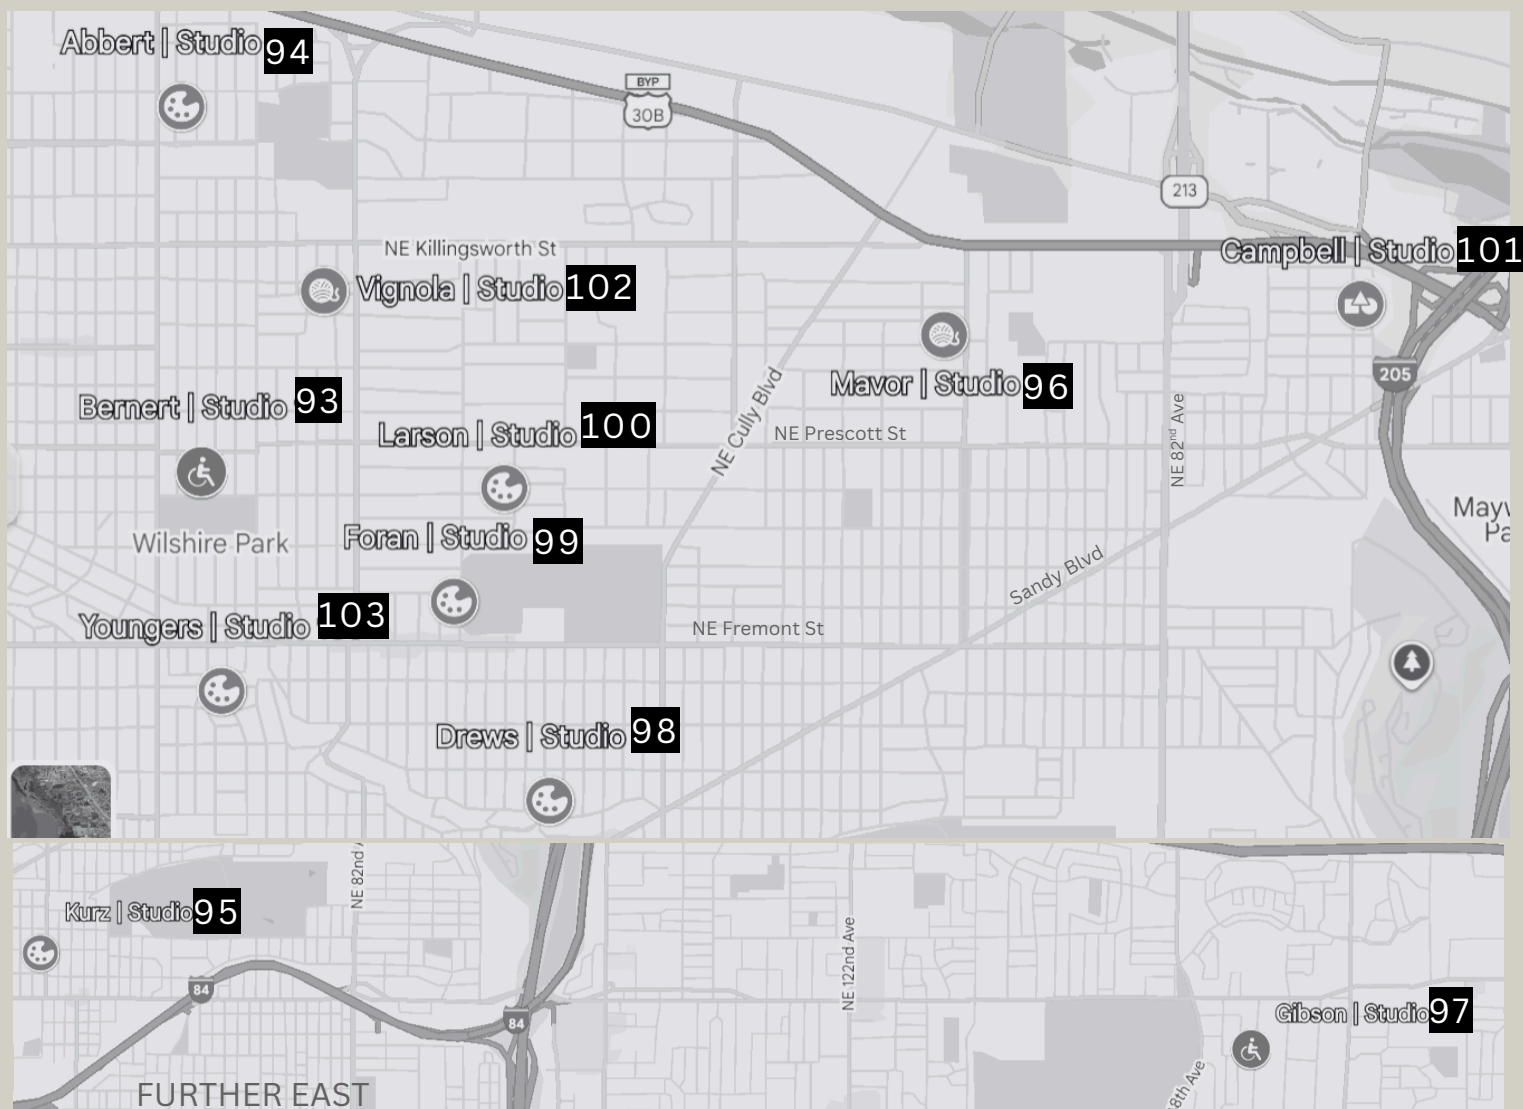 Abbert | Studio 94
BYP
30B
213
NE Killingsworth St
Campbell | Studio 101
Vignola | Studio 102
205
Mavor | Studio 96
Bernert | Studio 93
Larson | Studio 100
NE Cully Blvd
NE Prescott St
NE 82nd Ave
Wilshire Park
Foran | Studio 99
Sandy Blvd
Youngers | Studio 103
NE Fremont St
Drews | Studio 98
NE 82nd
Kurz | Studio 95
84
84
NE 122nd Ave
Gibson | Studio 97
FURTHER EAST